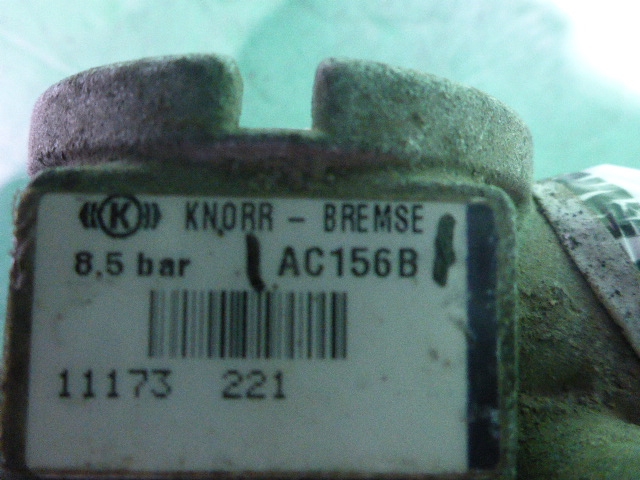 K KNORR - BREMSE
8,5 bar AC156B
11173 221